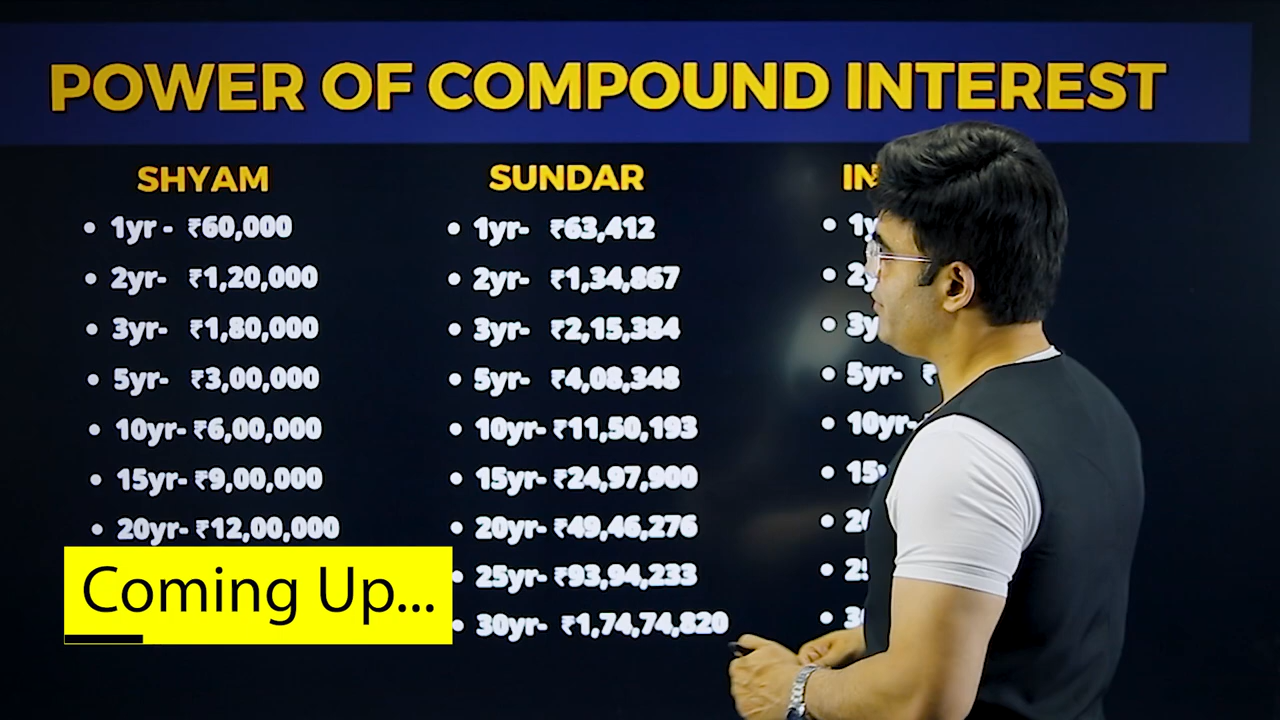 POWER OF COMPOUND INTEREST
SHYAM
• 1yr - ₹60,000
• 2yr- ₹1,20,000
• 3yr- ₹1,80,000
• 5yr- ₹3,00,000
• 10yr- ₹6,00,000
• 15yr- ₹9,00,000
• 20yr- ₹12,00,000
SUNDAR
• 1yr- ₹63,412
• 2yr- ₹1,34,867
• 3yr- ₹2,15,384
• 5yr- ₹4,08,348
• 10yr- ₹11,50,193
• 15yr- ₹24,97,900
• 20yr- ₹49,46,276
• 25yr- ₹93,94,233
• 30yr- ₹1,74,74,820
• 5yr- ₹
• 10yr-
Coming Up...